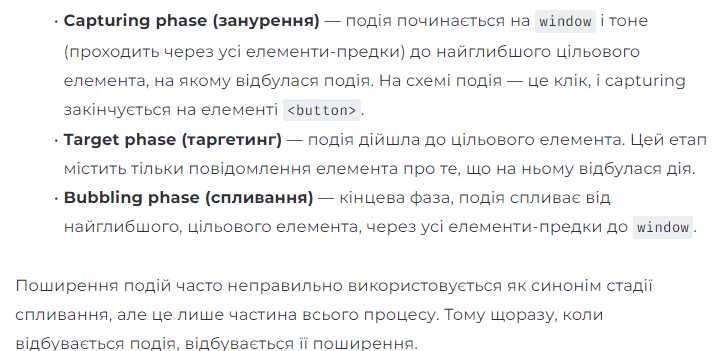 · Capturing phase (занурення) — подія починається на window і тоне
(проходить через усі елементи-предки) до найглибшого цільового
елемента, на якому відбулася подія. На схемі подія — це клік, і capturing
закінчується на елементі <button>.
· Target phase (таргетинг) — подія дійшла до цільового елемента. Цей етап
містить тільки повідомлення елемента про те, що на ньому відбулася дія.
· Bubbling phase (спливання) — кінцева фаза, подія спливає від
найглибшого, цільового елемента, через усі елементи-предки до window.
Поширення подій часто неправильно використовується як синонім стадії
спливання, але це лише частина всього процесу. Тому щоразу, коли
відбувається подія, відбувається її поширення.